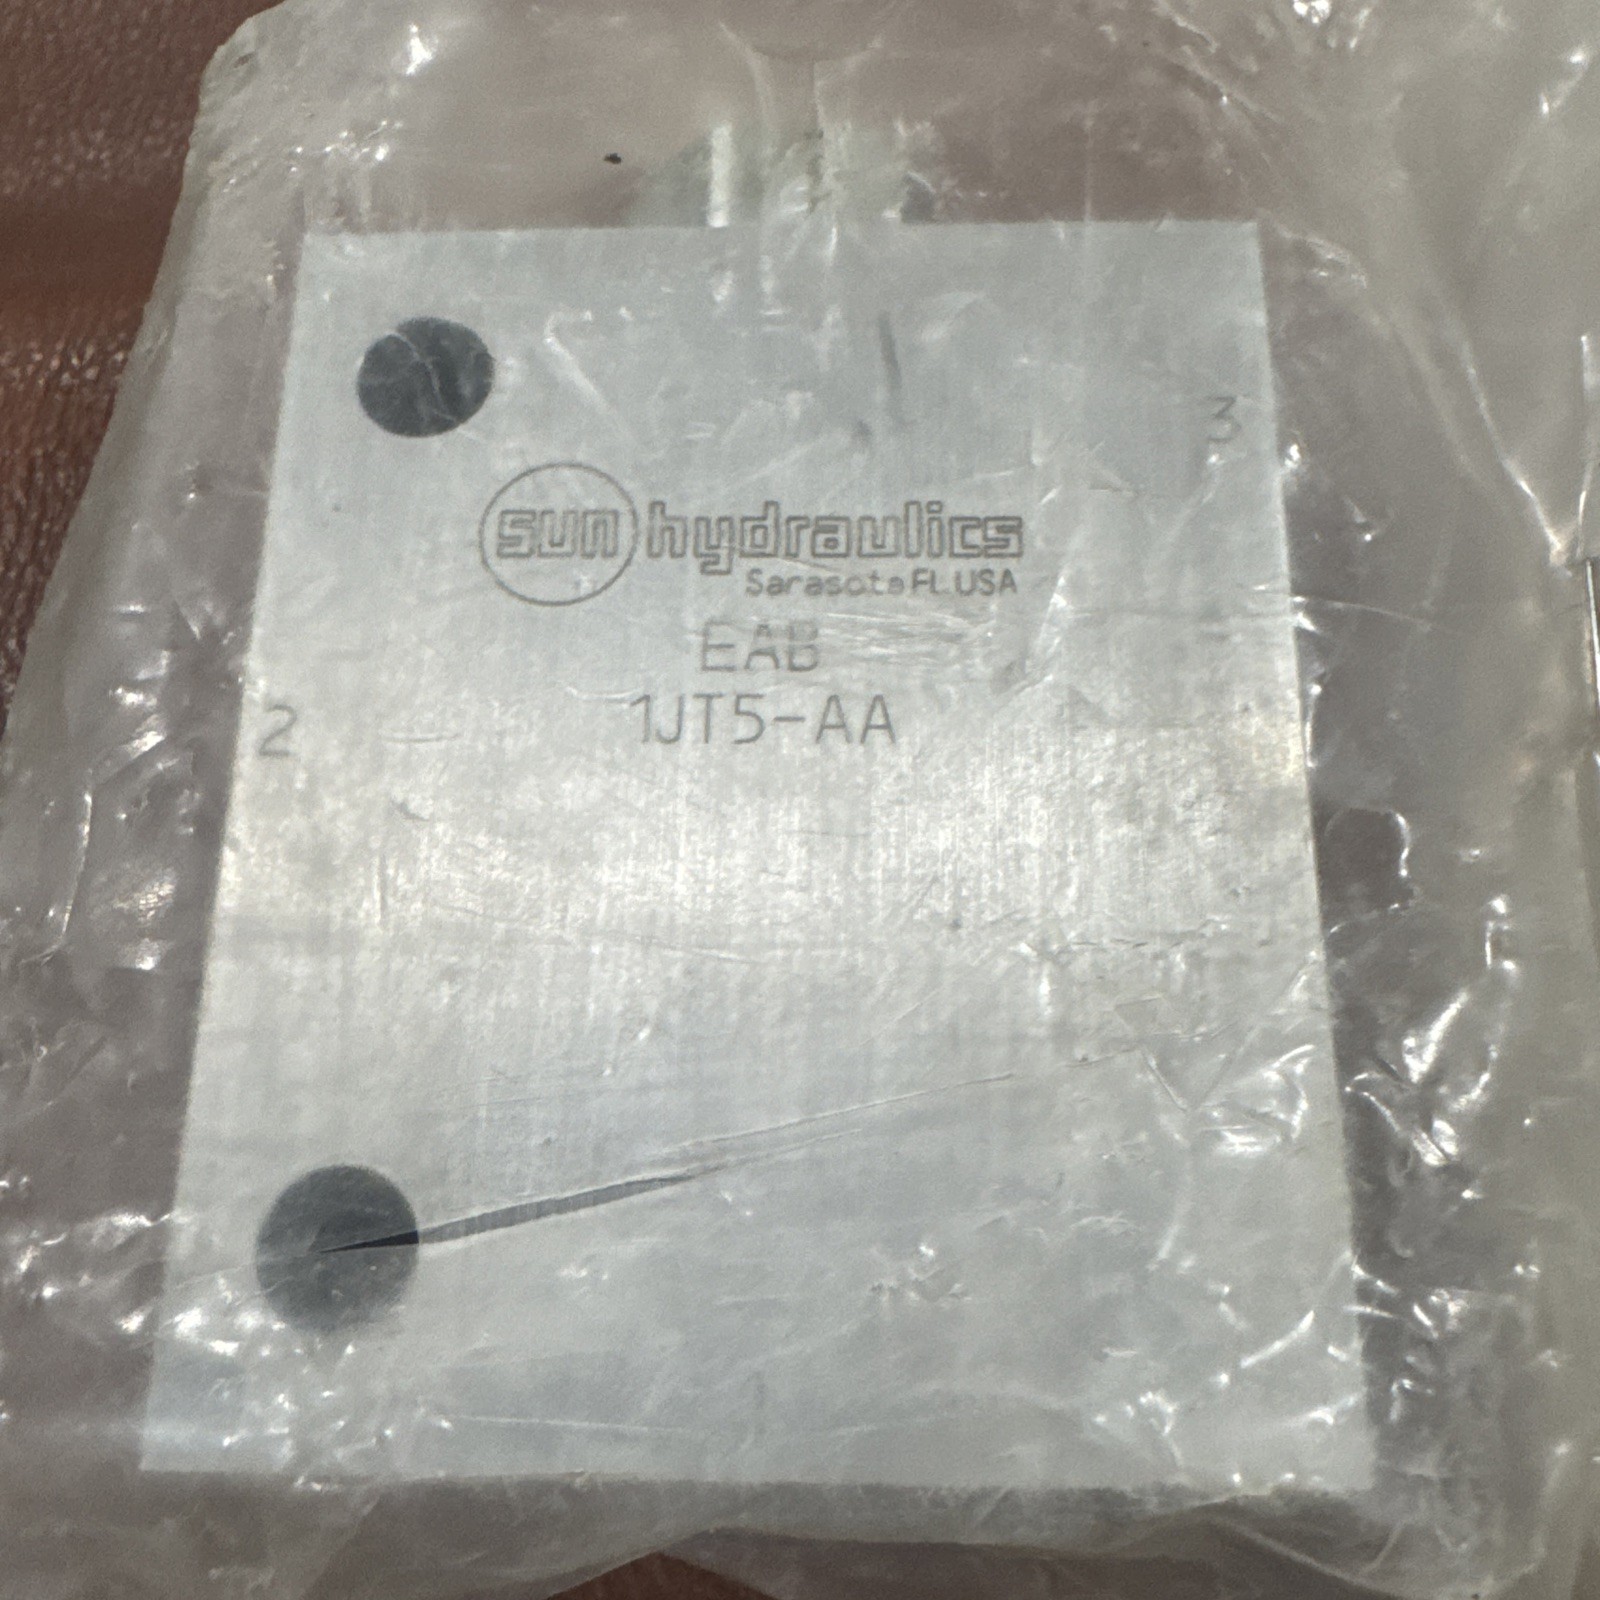 3
sun hydraulics
Sarasota FL. USA
EAB
2
1JT5-AA